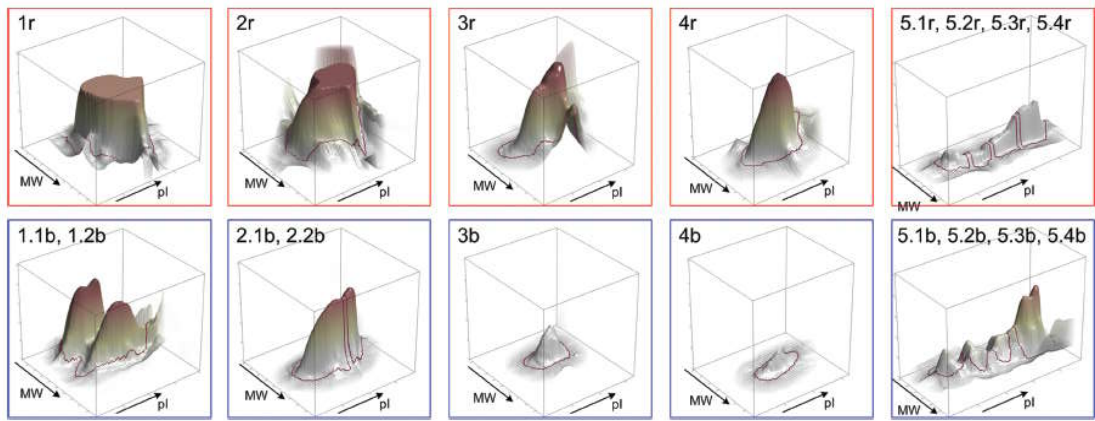 1r
MW
pI
2r
MW
pI
3r
MW
pI
4r
MW
pI
5.1r, 5.2r, 5.3r, 5.4r
MW
pI
1.1b, 1.2b
MW
pI
2.1b, 2.2b
MW
pI
3b
MW
pI
4b
MW
pI
5.1b, 5.2b, 5.3b, 5.4b
MW
pI